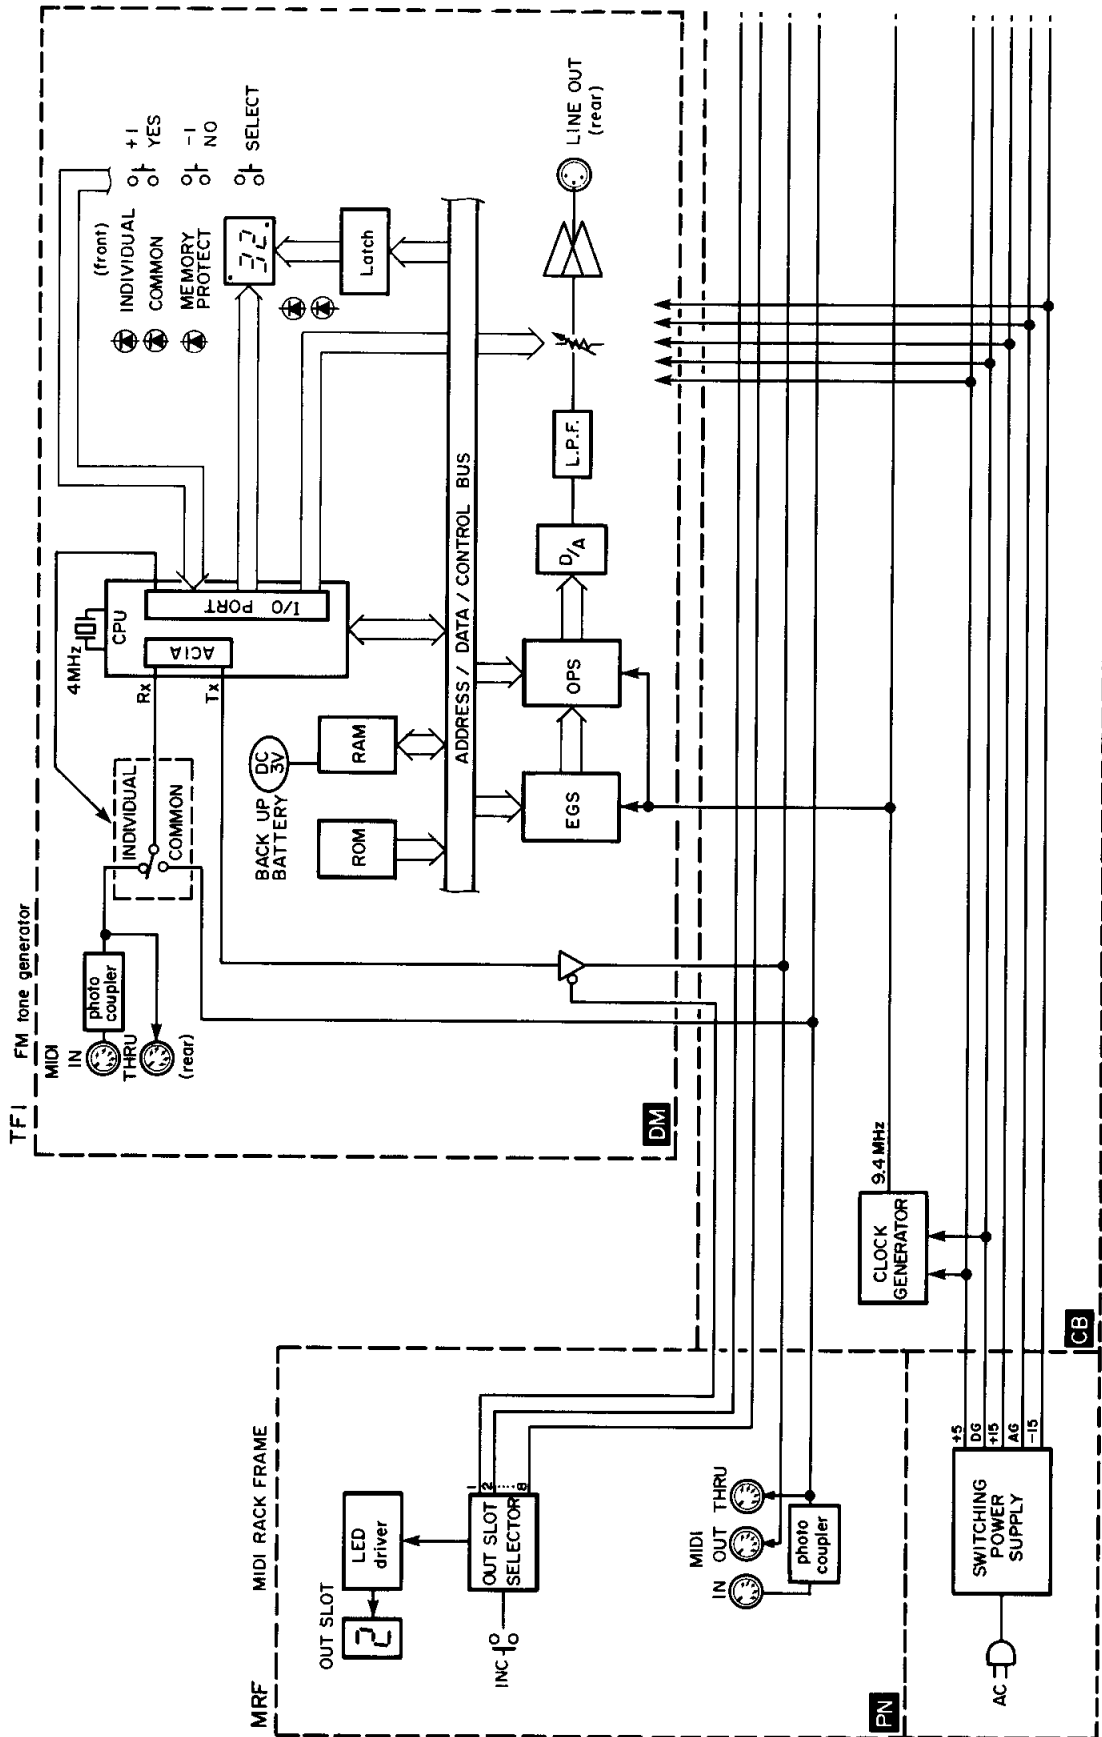 TF1
FM tone generator
MIDI
IN
THRU
(rear)
photo
coupler
INDIVIDUAL
COMMON
4MHz
CPU
Rx
Tx
ACIA
I/O PORT
(front)
INDIVIDUAL
COMMON
MEMORY
PROTECT
+1
YES
-1
NO
SELECT
32.
Latch
BACK UP
BATTERY
DC
3V
ROM
RAM
ADDRESS / DATA / CONTROL BUS
EGS
OPS
D/A
L.P.F.
LINE OUT
(rear)
DM
MRF
MIDI RACK FRAME
OUT SLOT
2
LED
driver
INC
OUT SLOT
SELECTOR
1
2
8
MIDI
IN
OUT
THRU
photo
coupler
PN
CLOCK
GENERATOR
9.4 MHz
CB
AC
SWITCHING
POWER
SUPPLY
+5
DG
+15
AG
-15